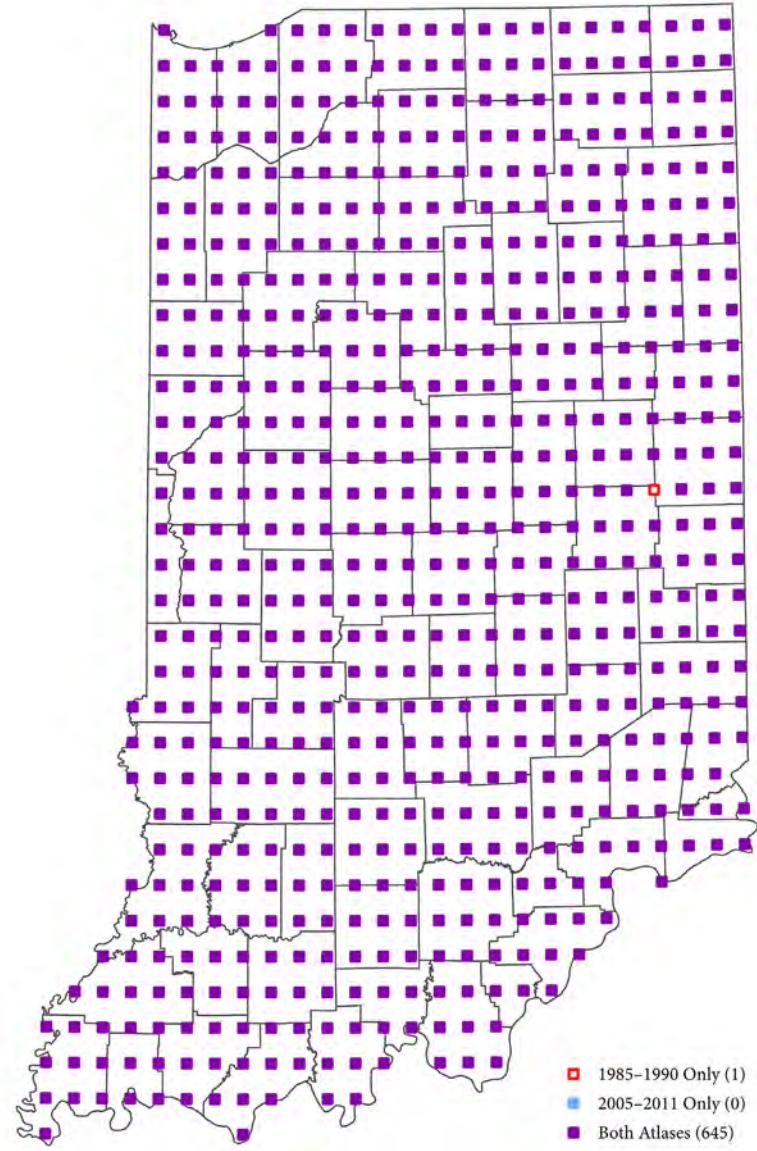 1985–1990 Only (1)
2005–2011 Only (0)
Both Atlases (645)